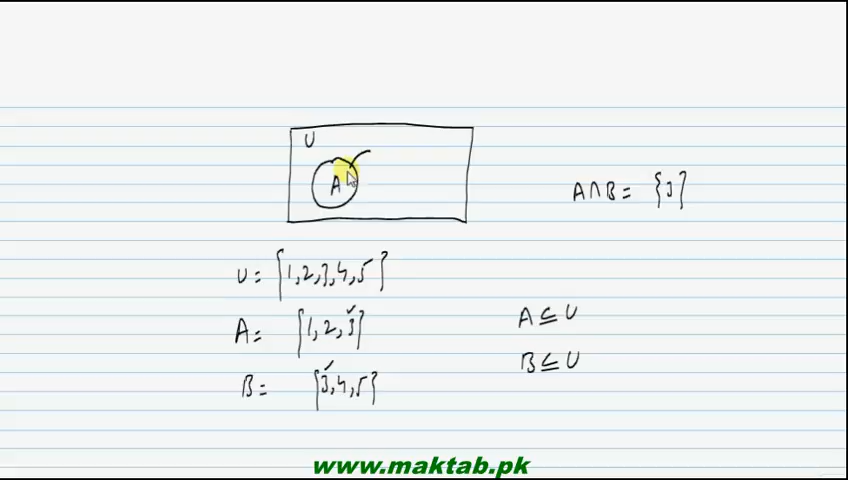 U
A
A∩B = {3}
U = {1,2,3,4,5}
A = {1,2,3}
A ⊆ U
B ⊆ U
B = {3,4,5}
www.maktab.pk